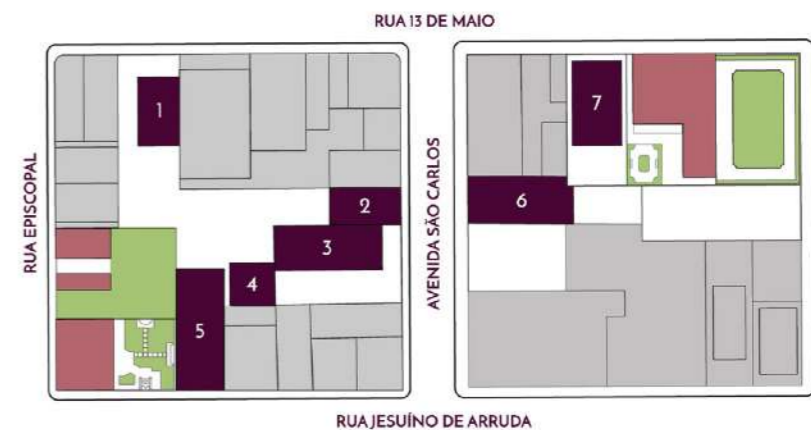 RUA 13 DE MAIO
RUA EPISCOPAL
1
2
3
4
5
AVENIDA SÃO CARLOS
7
6
RUA JESUÍNO DE ARRUDA